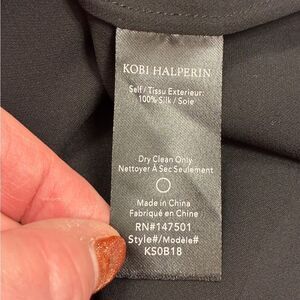 KOBI HALPERIN
Self / Tissu Exterieur:
100% Silk / Soie
Dry Clean Only
Nettoyer À Sec Seulement
Made in China
Fabriqué en Chine
RN#147501
Style#/Modèle#
KS0B18